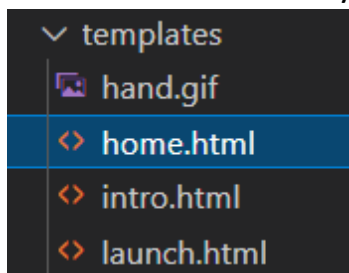 templates
hand.gif
home.html
intro.html
launch.html